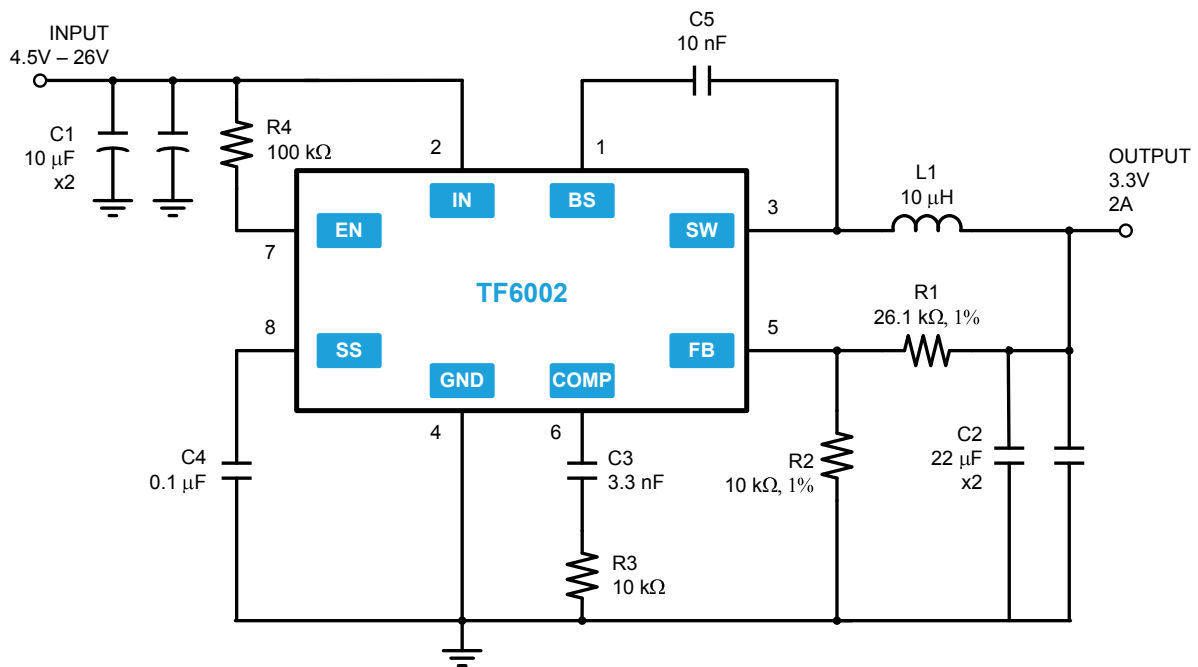 INPUT
4.5V – 26V
C5
10 nF
C1
10 μF
x2
R4
100 kΩ
2
1
OUTPUT
3.3V
2A
L1
10 μH
IN
BS
3
EN
SW
7
TF6002
R1
26.1 kΩ, 1%
8
5
SS
FB
GND
COMP
4
6
C4
0.1 μF
C3
3.3 nF
R2
10 kΩ, 1%
C2
22 μF
x2
R3
10 kΩ